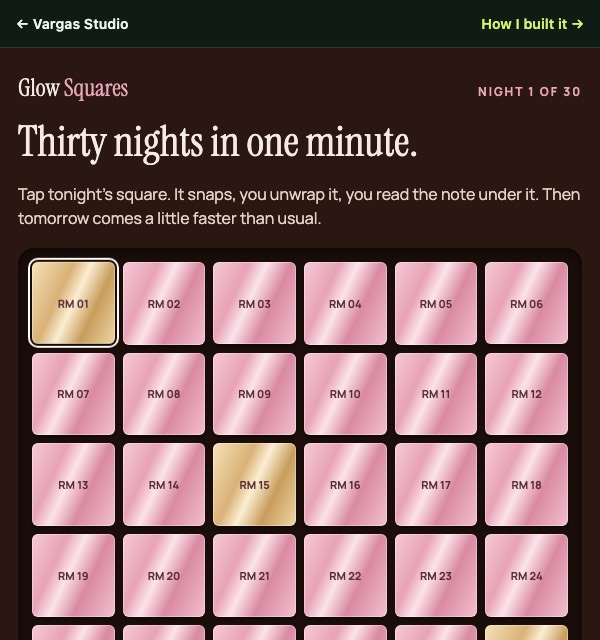 ← Vargas Studio
How I built it →
Glow Squares
NIGHT 1 OF 30
Thirty nights in one minute.
Tap tonight's square. It snaps, you unwrap it, you read the note under it. Then
tomorrow comes a little faster than usual.
RM 01 RM 02 RM 03 RM 04 RM 05 RM 06
RM 07 RM 08 RM 09 RM 10 RM 11 RM 12
RM 13 RM 14 RM 15 RM 16 RM 17 RM 18
RM 19 RM 20 RM 21 RM 22 RM 23 RM 24